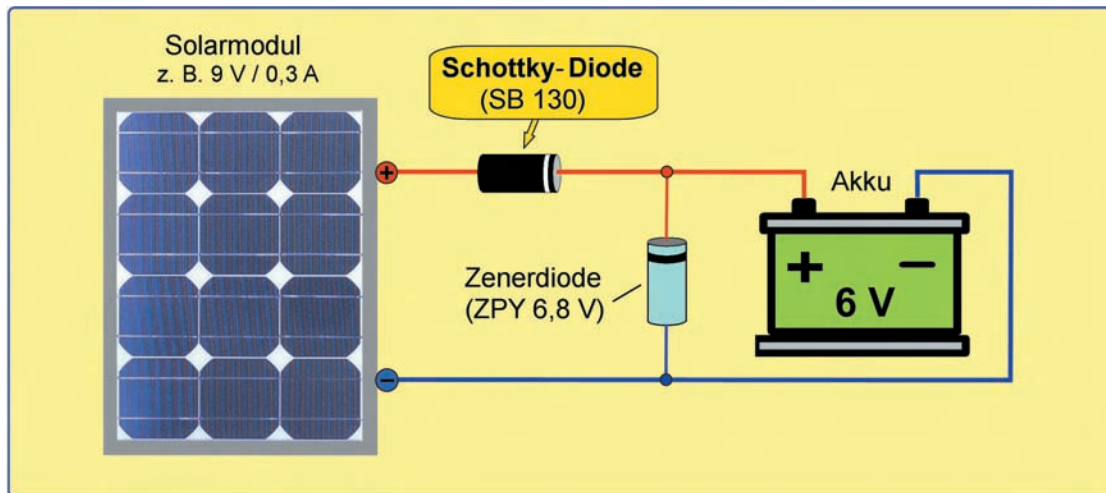 Solarmodul
z. B. 9 V / 0,3 A
Schottky-Diode
(SB 130)
+
Akku
Zenerdiode
(ZPY 6,8 V)
+ −
6 V
−